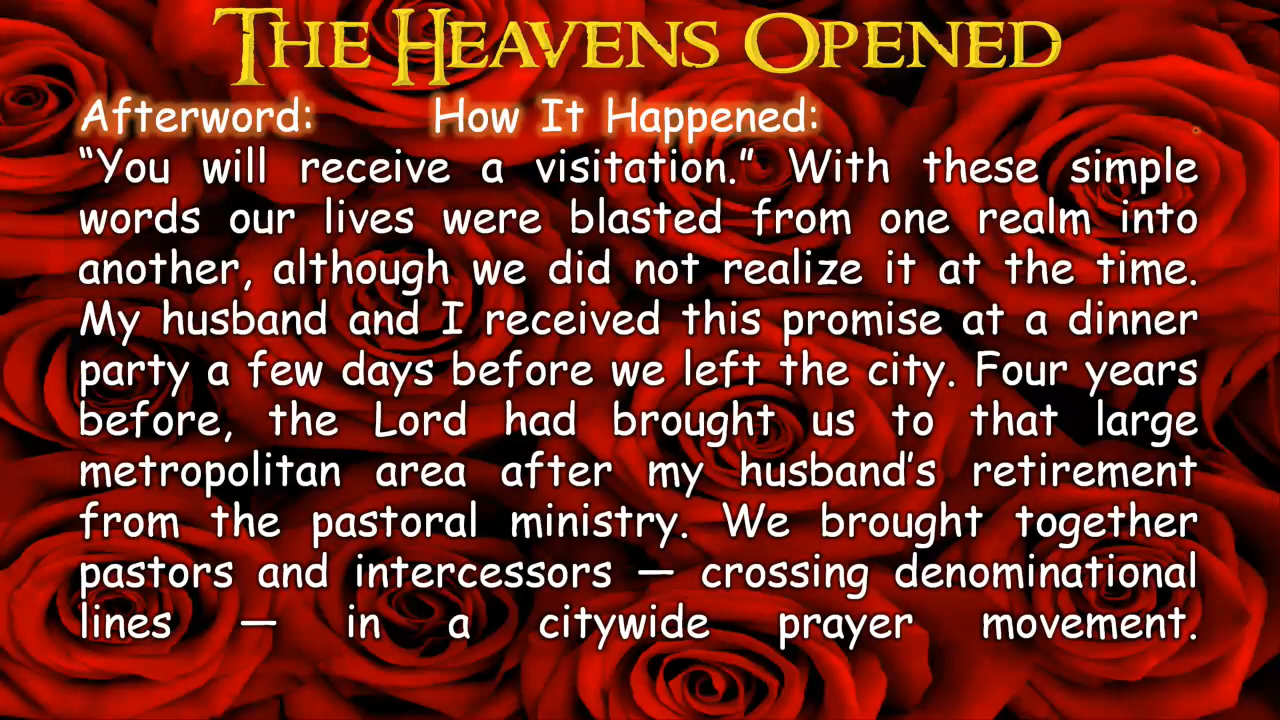 THE HEAVENS OPENED
Afterword: How It Happened:
“You will receive a visitation.” With these simple
words our lives were blasted from one realm into
another, although we did not realize it at the time.
My husband and I received this promise at a dinner
party a few days before we left the city. Four years
before, the Lord had brought us to that large
metropolitan area after my husband’s retirement
from the pastoral ministry. We brought together
pastors and intercessors — crossing denominational
lines — in a citywide prayer movement.